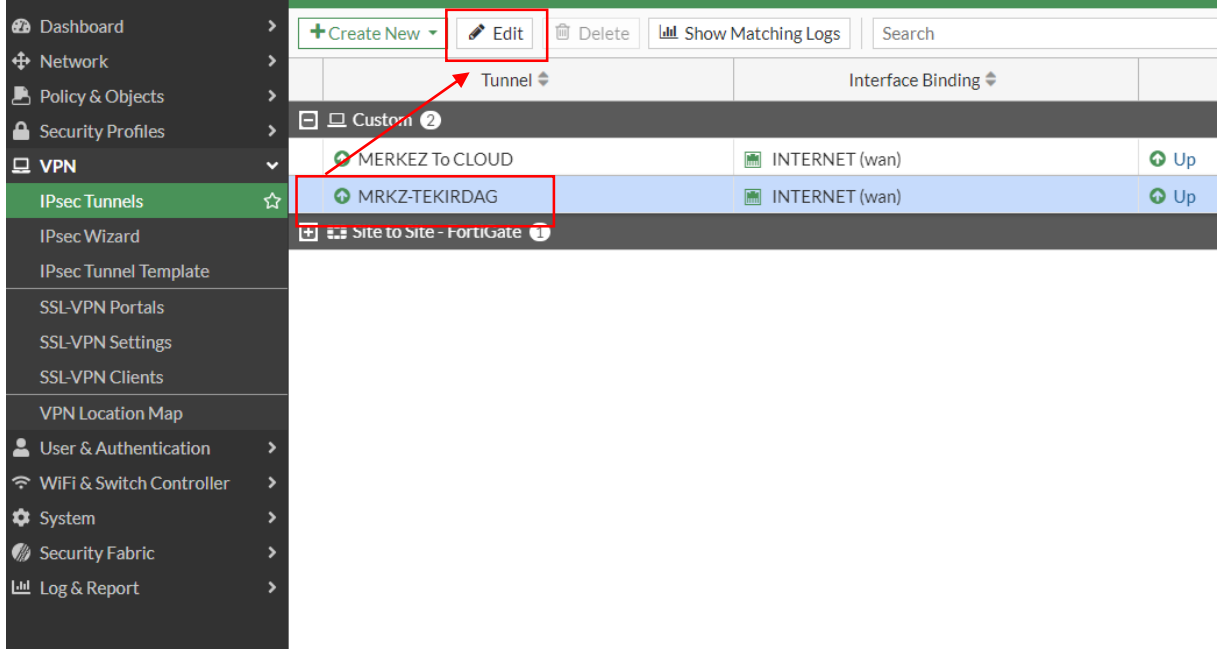 Dashboard
Network
Policy & Objects
Security Profiles
VPN
IPsec Tunnels
IPsec Wizard
IPsec Tunnel Template
SSL-VPN Portals
SSL-VPN Settings
SSL-VPN Clients
VPN Location Map
User & Authentication
WiFi & Switch Controller
System
Security Fabric
Log & Report
+ Create New Edit Delete Show Matching Logs Search
Tunnel Interface Binding
Custom 2
MERKEZ To CLOUD INTERNET (wan) Up
MRKZ-TEKIRDAG INTERNET (wan) Up
Site to Site - FortiGate 1